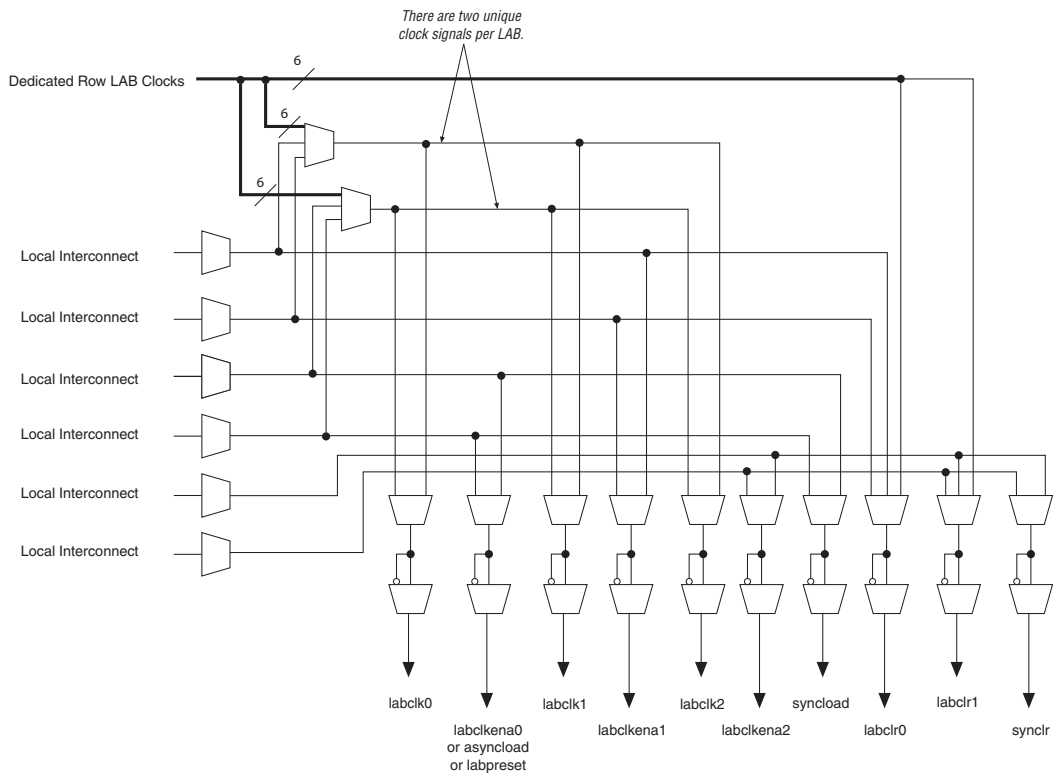 There are two unique
clock signals per LAB.
6
Dedicated Row LAB Clocks
6
6
Local Interconnect
Local Interconnect
Local Interconnect
Local Interconnect
Local Interconnect
Local Interconnect
labclk0
labclk1
labclk2
syncload
labclr1
labclkena0
or asyncload
or labpreset
labclkena1
labclkena2
labclr0
synclr